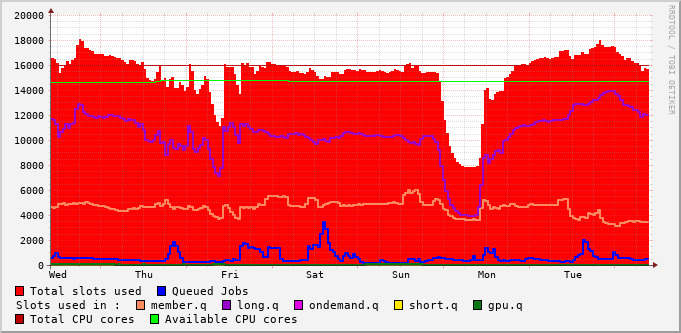 20000
18000
16000
14000
12000
10000
8000
6000
4000
2000
0
Wed Thu Fri Sat Sun Mon Tue
RRDTOOL / TOBI OETIKER
Total slots used Queued Jobs
Slots used in : member.q long.q ondemand.q short.q gpu.q
Total CPU cores Available CPU cores